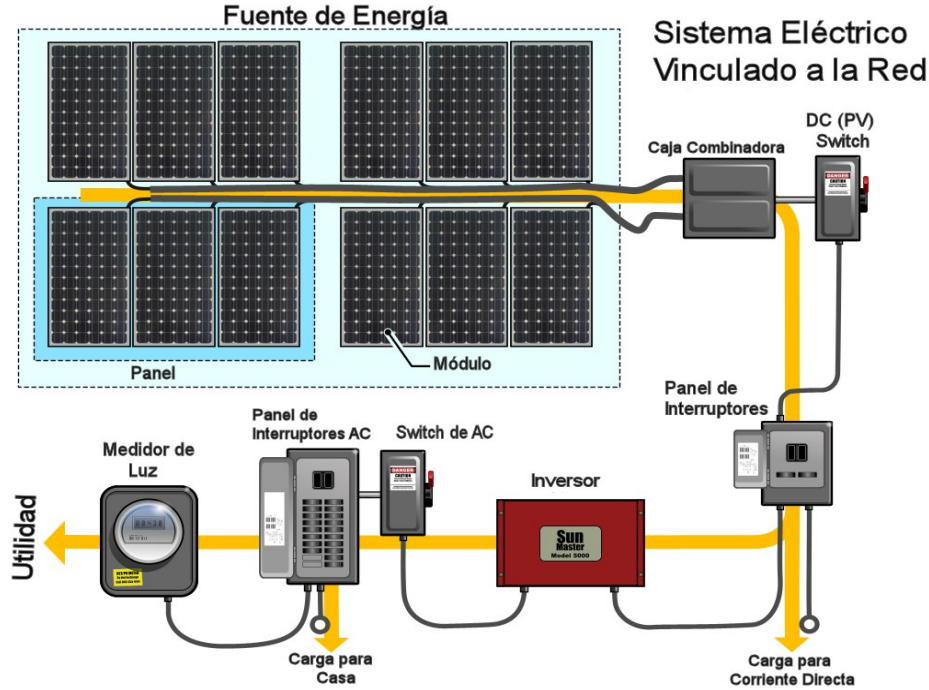 Fuente de Energía
Sistema Eléctrico
Vinculado a la Red
DC (PV)
Switch
Caja Combinadora
DANGER
CAUTION
Módulo
Panel
Panel de
Interruptores
Panel de
Interruptores AC
Switch de AC
DANGER
CAUTION
Medidor de
Luz
Inversor
Sun
Master
Model 5000
Utilidad
Carga para
Casa
Carga para
Corriente Directa